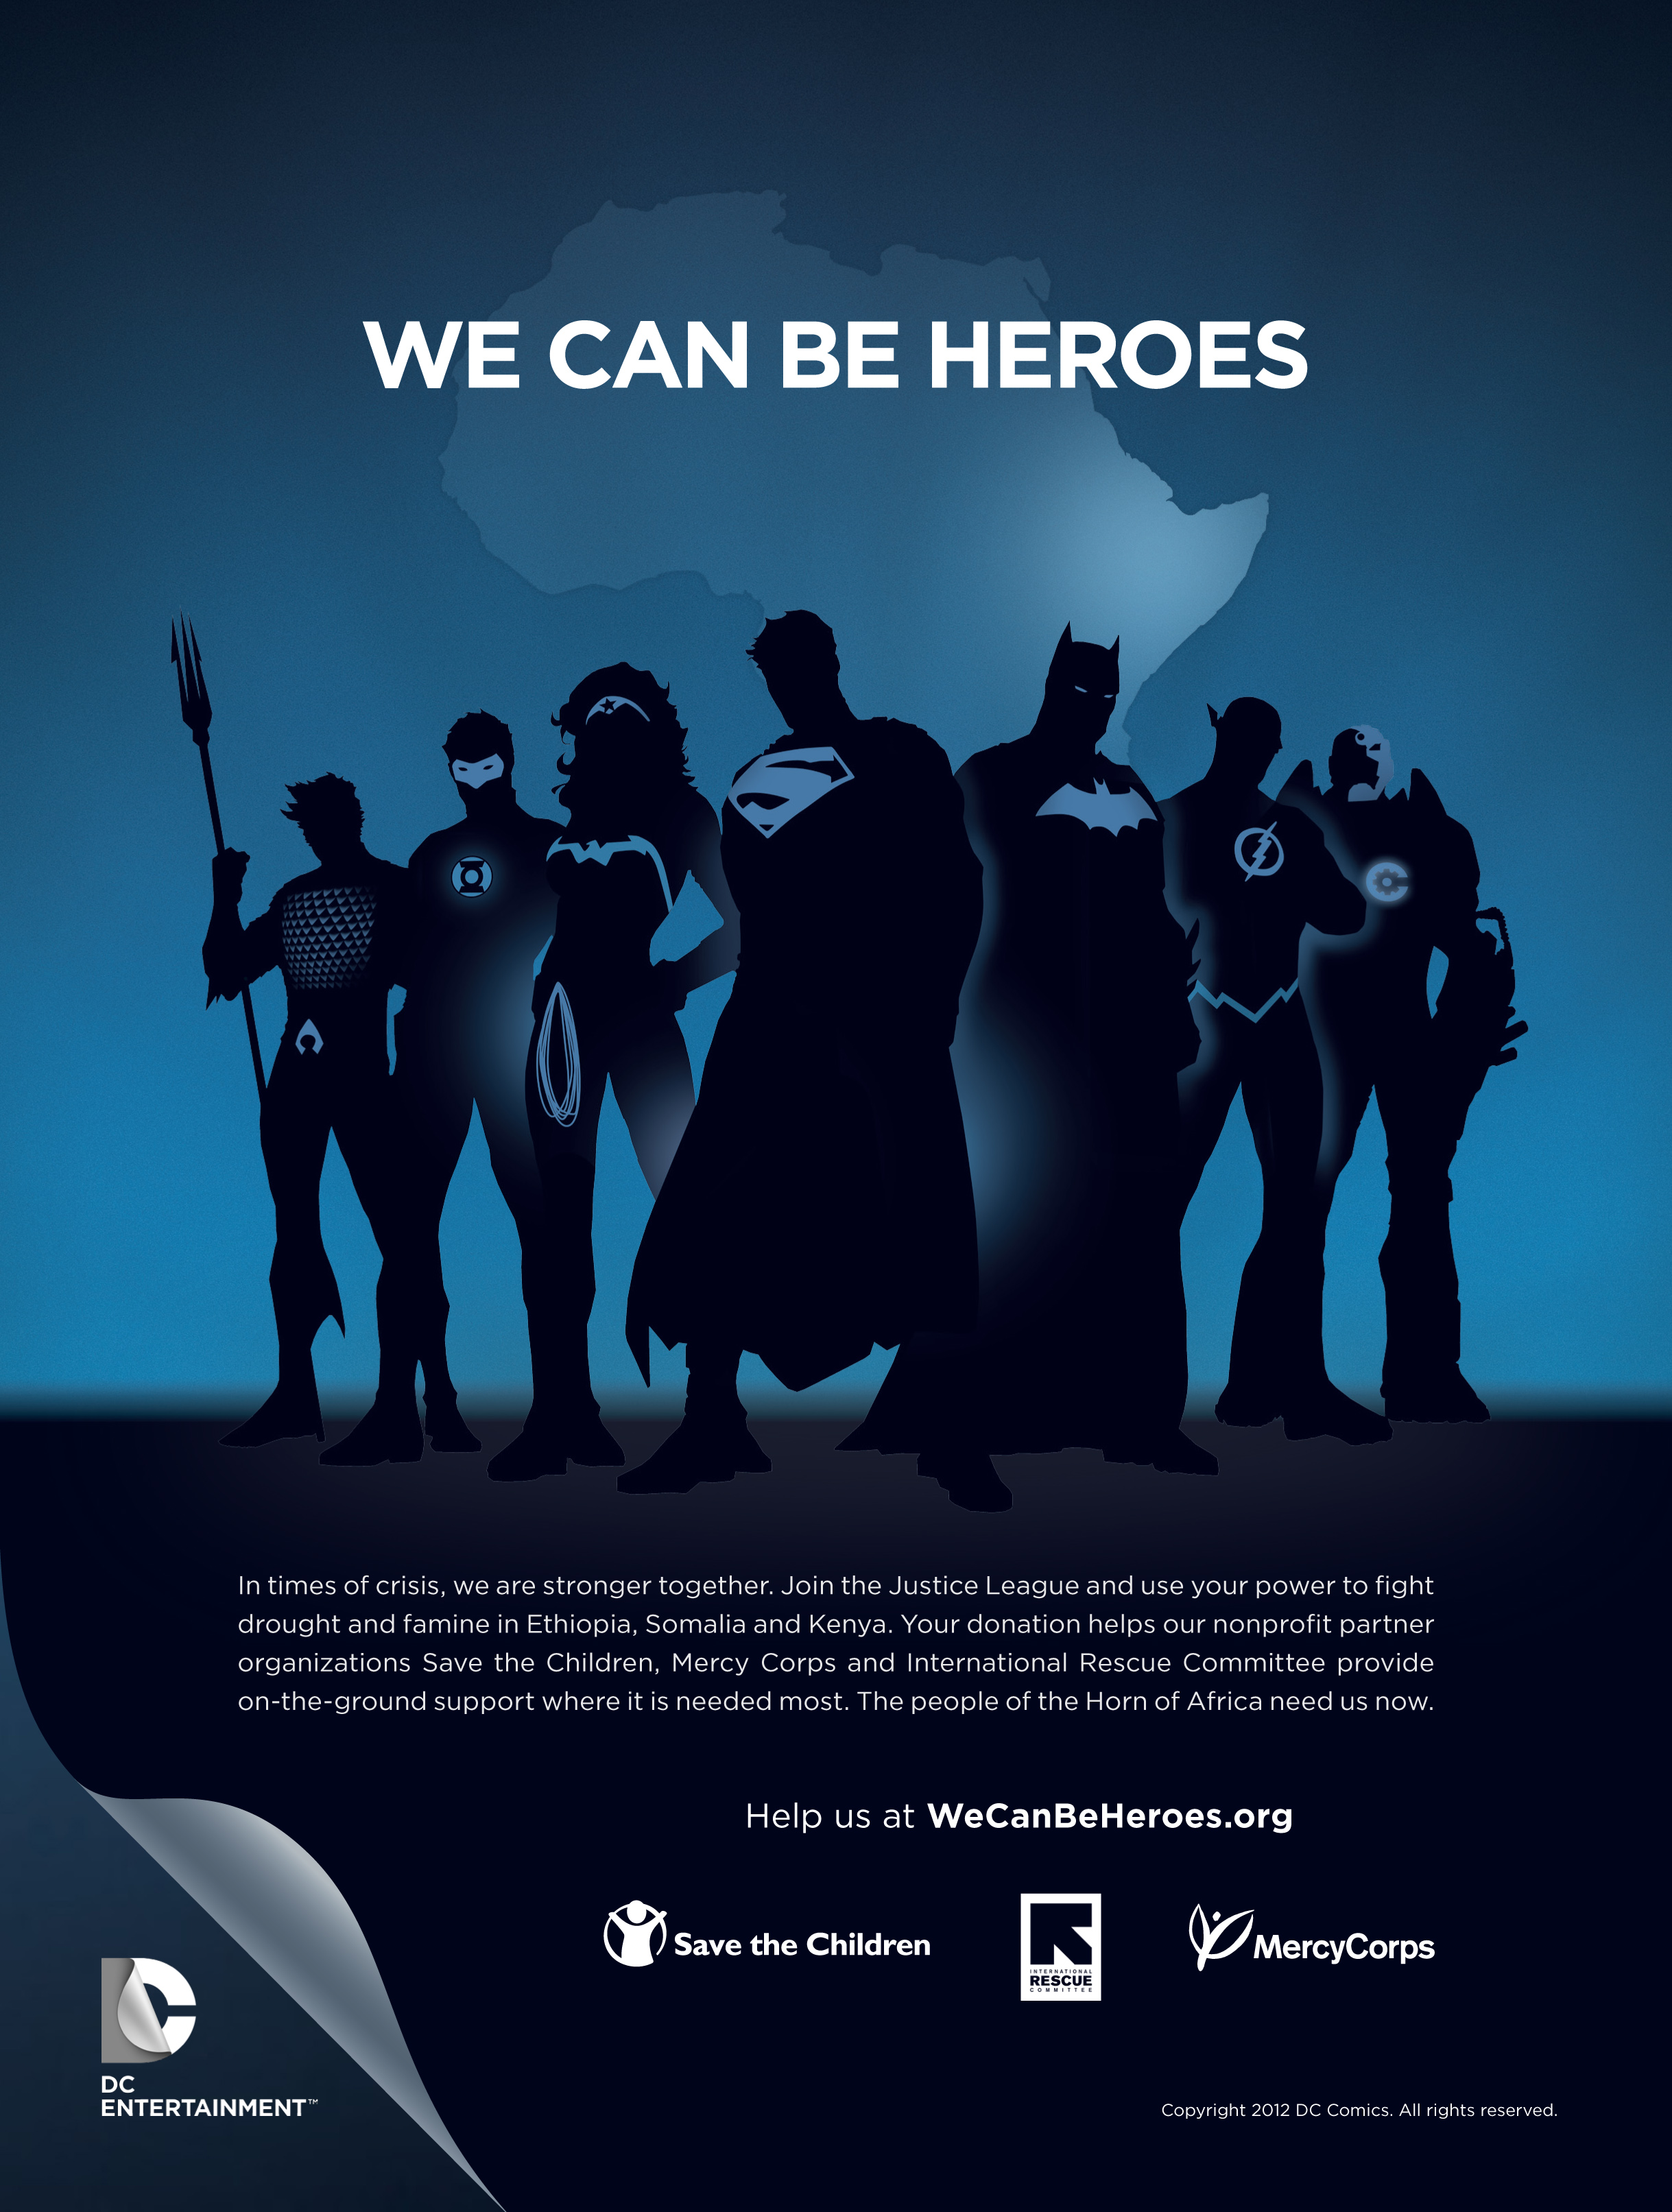 WE CAN BE HEROES
In times of crisis, we are stronger together. Join the Justice League and use your power to fight
drought and famine in Ethiopia, Somalia and Kenya. Your donation helps our nonprofit partner
organizations Save the Children, Mercy Corps and International Rescue Committee provide
on-the-ground support where it is needed most. The people of the Horn of Africa need us now.
Help us at WeCanBeHeroes.org
Save the Children
INTERNATIONAL
RESCUE
COMMITTEE
MercyCorps
DC
ENTERTAINMENT™
Copyright 2012 DC Comics. All rights reserved.